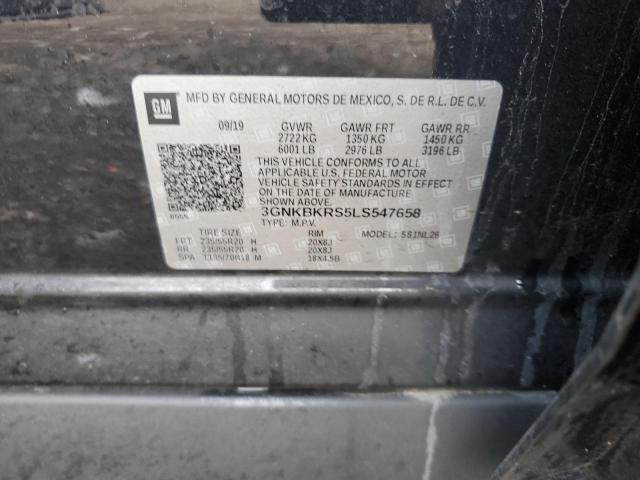 GM
MFD BY GENERAL MOTORS DE MEXICO, S. DE R.L. DE C.V.
09/19 GVWR GAWR FRT GAWR RR
2722 KG 1350 KG 1450 KG
6001 LB 2976 LB 3196 LB
THIS VEHICLE CONFORMS TO ALL
APPLICABLE U.S. FEDERAL MOTOR
VEHICLE SAFETY STANDARDS IN EFFECT
ON THE DATE OF MANUFACTURE SHOWN ABOVE.
3GNKBKRS5LS547658
TYPE: M.P.V. MODEL:
TIRE SIZE RIM
FRT 235/55R20 H 20X8J
RR 235/55R20 H 20X8J
SPA T135/70R18 M 18X4.5B